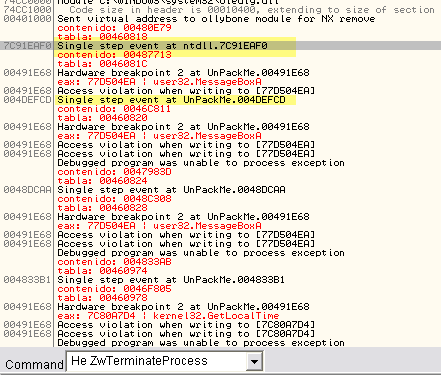 74CC0000 Module C:\WINDOWS\system32\oledlg.dll
74CC1000 Code size in header is 00010400, extending to size of section
00401000 Sent virtual address to ollybone module for NX remove
contenido: 00480E79
tabla: 00460818
7C91EAF0 Single step event at ntdll.7C91EAF0
contenido: 00487713
tabla: 0046081C
00491E68 Hardware breakpoint 2 at UnPackMe.00491E68
eax: 77D504EA | user32.MessageBoxA
00491E68 Access violation when writing to [77D504EA]
004DEFCD Single step event at UnPackMe.004DEFCD
contenido: 0046C811
tabla: 00460820
00491E68 Hardware breakpoint 2 at UnPackMe.00491E68
eax: 77D504EA | user32.MessageBoxA
00491E68 Access violation when writing to [77D504EA]
00491E68 Access violation when writing to [77D504EA]
Debugged program was unable to process exception
contenido: 0047983D
tabla: 00460824
0048DCAA Single step event at UnPackMe.0048DCAA
contenido: 0048C308
tabla: 00460828
00491E68 Hardware breakpoint 2 at UnPackMe.00491E68
eax: 77D504EA | user32.MessageBoxA
00491E68 Access violation when writing to [77D504EA]
00491E68 Access violation when writing to [77D504EA]
Debugged program was unable to process exception
contenido: 004833AB
tabla: 00460974
004833B1 Single step event at UnPackMe.004833B1
contenido: 0046F805
tabla: 00460978
00491E68 Hardware breakpoint 2 at UnPackMe.00491E68
eax: 7C80A7D4 | kernel32.GetLocalTime
00491E68 Access violation when writing to [7C80A7D4]
00491E68 Access violation when writing to [7C80A7D4]
Debugged program was unable to process exception
Command He ZwTerminateProcess